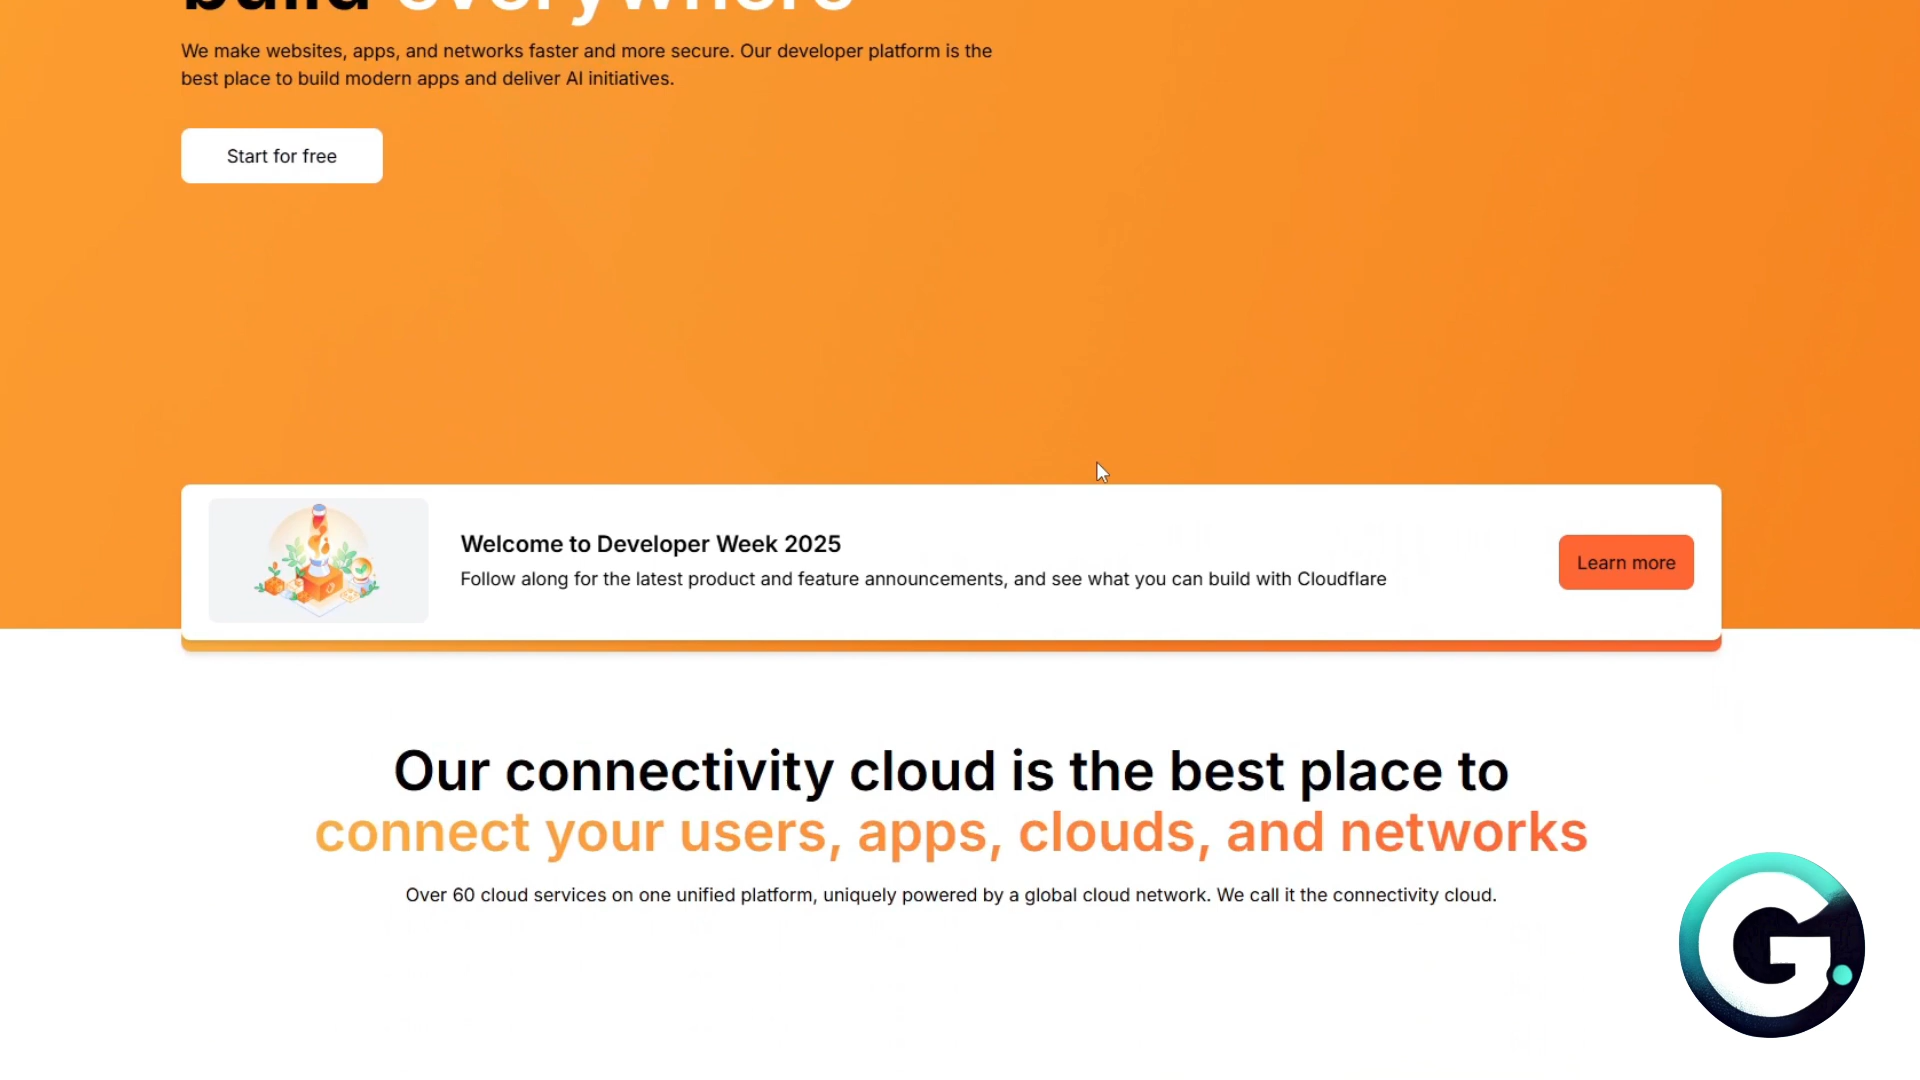 build everywhere
We make websites, apps, and networks faster and more secure. Our developer platform is the
best place to build modern apps and deliver AI initiatives.
Start for free
Welcome to Developer Week 2025
Follow along for the latest product and feature announcements, and see what you can build with Cloudflare
Learn more
Our connectivity cloud is the best place to
connect your users, apps, clouds, and networks
Over 60 cloud services on one unified platform, uniquely powered by a global cloud network. We call it the connectivity cloud.
G